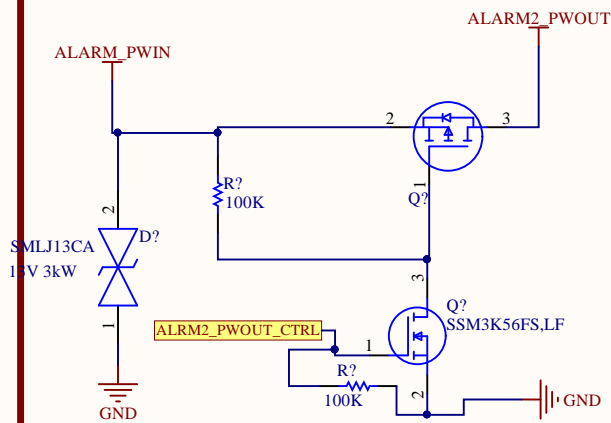 ALARM2_PWOUT
ALARM_PWIN
2
3
1
Q?
R?
100K
2
SMLJ13CA
D?
13V 3kW
1
3
Q?
SSM3K56FS,LF
ALRM2_PWOUT_CTRL
1
R?
100K
2
GND
GND